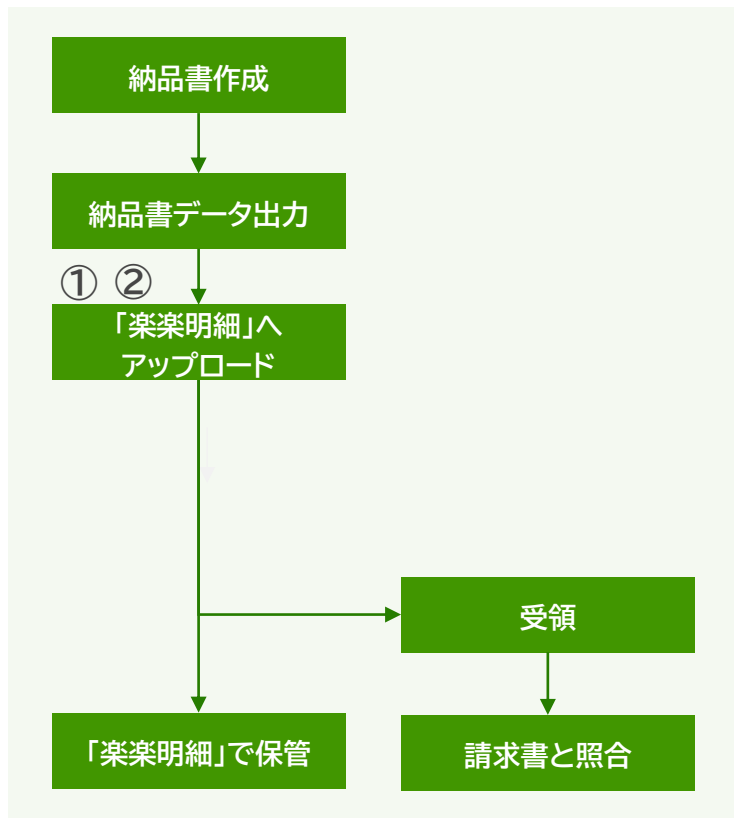 納品書作成
納品書データ出力
① ②
「楽楽明細」へ
アップロード
受領
「楽楽明細」で保管
請求書と照合